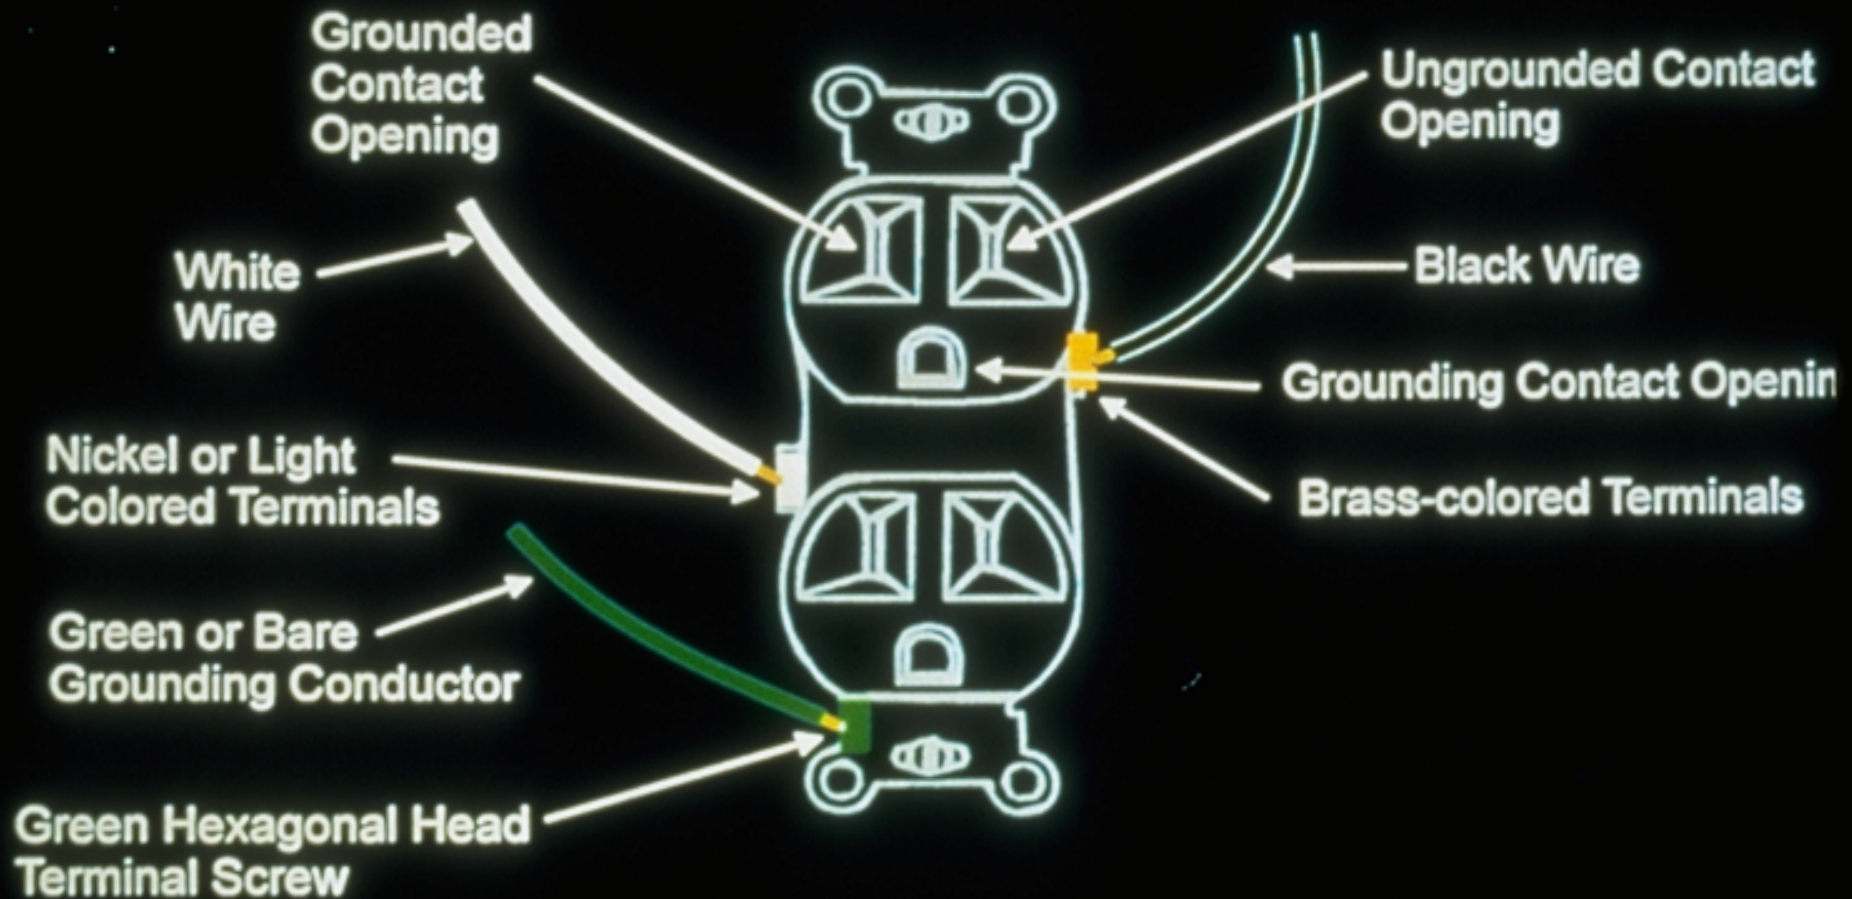 Grounded
Contact
Opening
Ungrounded Contact
Opening
White
Wire
Black Wire
Grounding Contact Openin
Nickel or Light
Colored Terminals
Brass-colored Terminals
Green or Bare
Grounding Conductor
Green Hexagonal Head
Terminal Screw